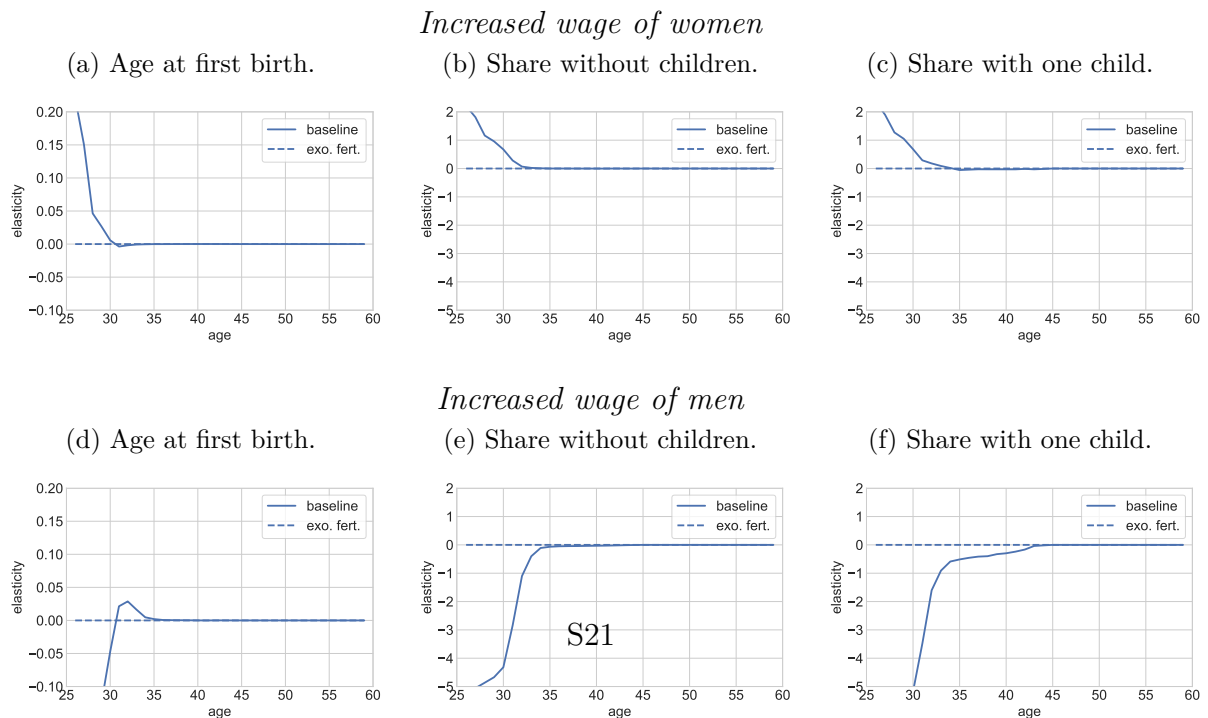 Increased wage of women
(a) Age at first birth.
(b) Share without children.
(c) Share with one child.
0.20
0.15
0.10
0.05
0.00
−0.05
−0.10
elasticity
25 30 35 40 45 50 55 60
age
baseline
exo. fert.
2
1
0
−1
−2
−3
−4
−5
elasticity
25 30 35 40 45 50 55 60
age
baseline
exo. fert.
2
1
0
−1
−2
−3
−4
−5
elasticity
25 30 35 40 45 50 55 60
age
baseline
exo. fert.
Increased wage of men
(d) Age at first birth.
(e) Share without children.
(f) Share with one child.
0.20
0.15
0.10
0.05
0.00
−0.05
−0.10
elasticity
25 30 35 40 45 50 55 60
age
baseline
exo. fert.
2
1
0
−1
−2
−3
−4
−5
elasticity
25 30 35 40 45 50 55 60
age
baseline
exo. fert.
S21
2
1
0
−1
−2
−3
−4
−5
elasticity
25 30 35 40 45 50 55 60
age
baseline
exo. fert.